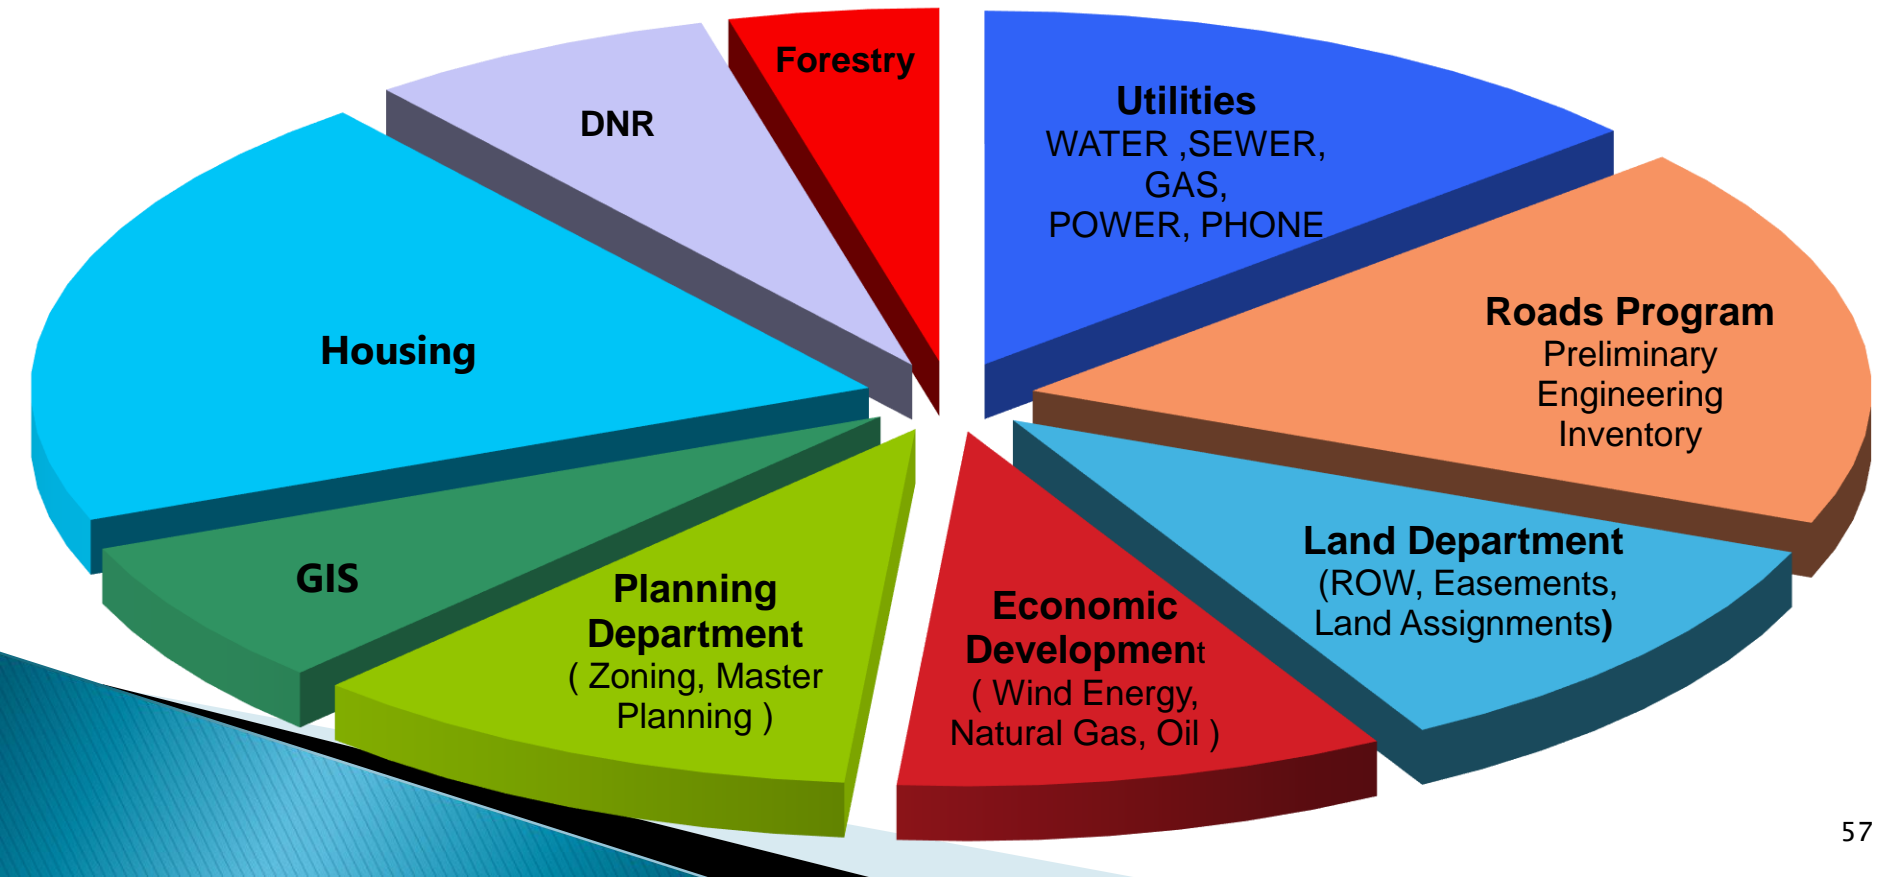 Forestry
DNR
Utilities
WATER ,SEWER,
GAS,
POWER, PHONE
Roads Program
Preliminary
Engineering
Inventory
Housing
Land Department
(ROW, Easements,
Land Assignments)
GIS
Planning
Department
( Zoning, Master
Planning )
Economic
Development
( Wind Energy,
Natural Gas, Oil )
57